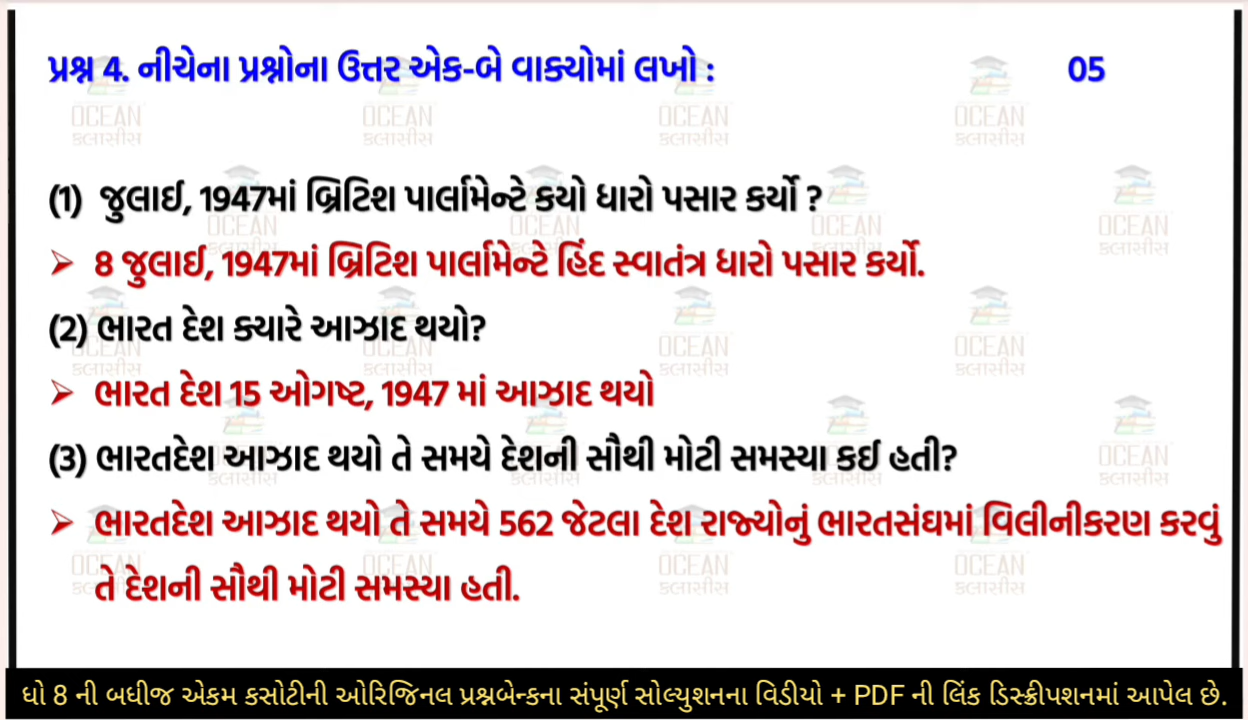 પ્રશ્ન 4. નીચેના પ્રશ્નોના ઉત્તર એક-બે વાક્યોમાં લખો : 05
(1) જુલાઈ, 1947માં બ્રિટિશ પાર્લામેન્ટે કયો ધારો પસાર કર્યો ?
➢ 8 જુલાઈ, 1947માં બ્રિટિશ પાર્લામેન્ટે હિંદ સ્વાતંત્ર ધારો પસાર કર્યો.
(2) ભારત દેશ ક્યારે આઝાદ થયો?
➢ ભારત દેશ 15 ઓગષ્ટ, 1947 માં આઝાદ થયો
(3) ભારતદેશ આઝાદ થયો તે સમયે દેશની સૌથી મોટી સમસ્યા કઈ હતી?
➢ ભારતદેશ આઝાદ થયો તે સમયે 562 જેટલા દેશ રાજ્યોનું ભારતસંઘમાં વિલીનીકરણ કરવું
તે દેશની સૌથી મોટી સમસ્યા હતી.
ધો 8 ની બધીજ એકમ કસોટીની ઓરિજિનલ પ્રશ્નબેન્કના સંપૂર્ણ સોલ્યુશનના વિડીયો + PDF ની લિંક ડિસ્ક્રીપશનમાં આપેલ છે.
OCEAN
ક્લાસીસ